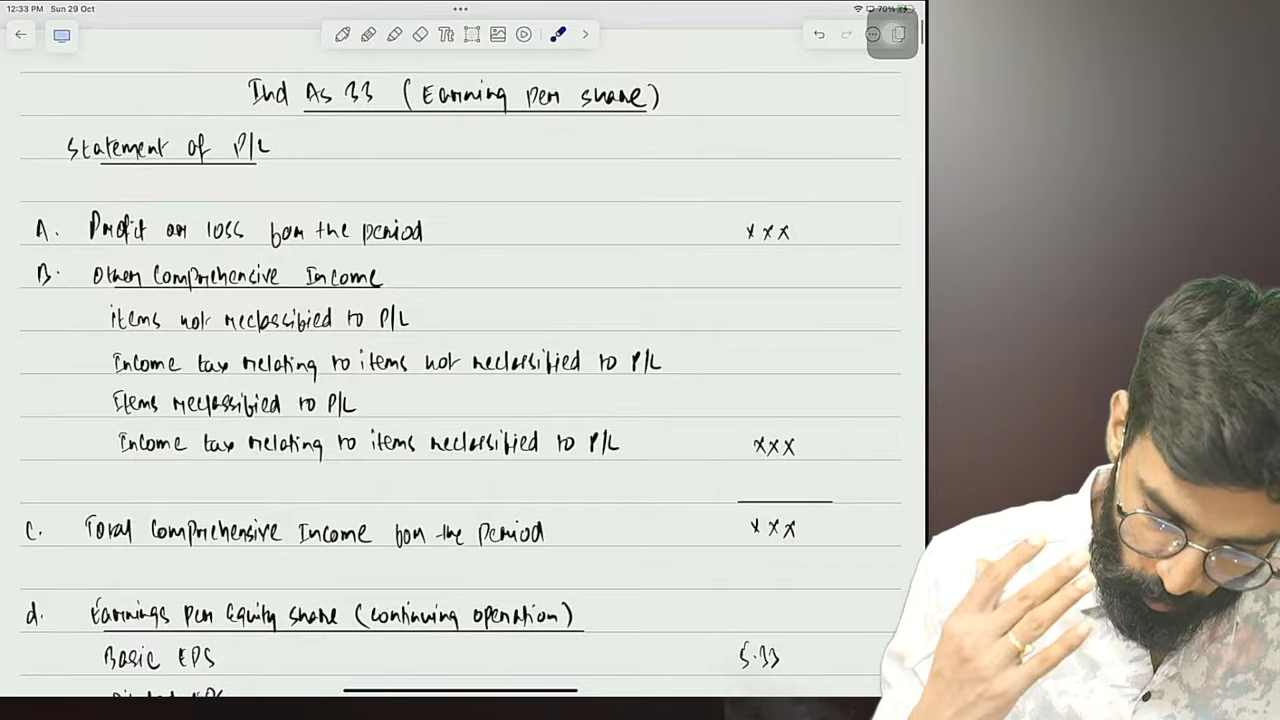 12:33 PM Sun 29 Oct
70%
Ind As 33 (Earning per share)
Statement of P/L
A. Profit or loss for the period xxx
B. Other Comprehensive Income
items not reclassified to P/L
Income tax relating to items not reclassified to P/L
Items reclassified to P/L
Income tax relating to items reclassified to P/L xxx
C. Total Comprehensive Income for the period xxx
d. Earnings per Equity share (continuing operation)
Basic EPS 5.33